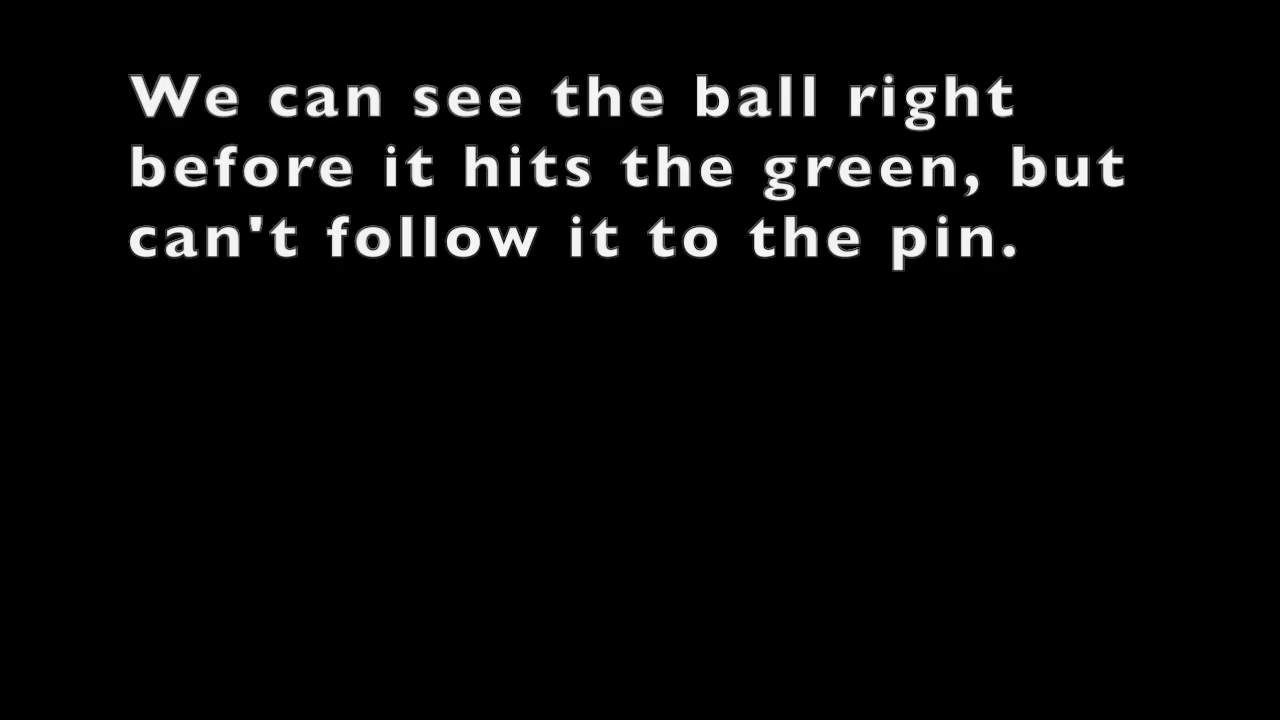 We can see the ball right
before it hits the green, but
can't follow it to the pin.